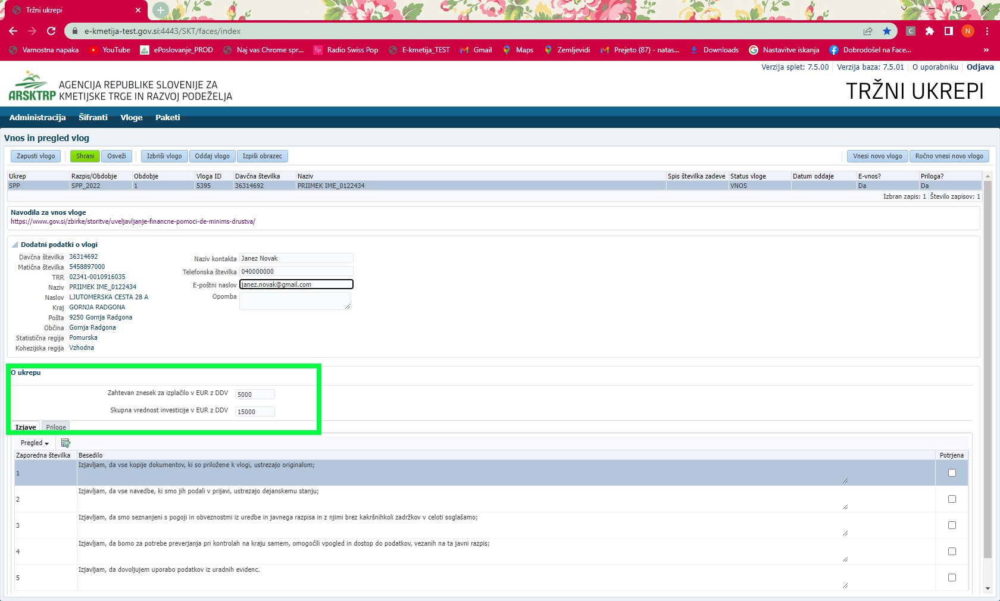 Tržni ukrepi
e-kmetija-test.gov.si:4443/SKT/faces/index
C
N
Varnostna napaka YouTube ePoslovanje_PROD Naj vas Chrome spr... Radio Swiss Pop E-kmetija_TEST Gmail Maps Zemljevidi Prejeto (87) - natas... Downloads Nastavitve iskanja Dobrodošel na Face... »
Verzija splet: 7.5.00 Verzija baza: 7.5.01 O uporabniku Odjava
ARSKTRP
AGENCIJA REPUBLIKE SLOVENIJE ZA
KMETIJSKE TRGE IN RAZVOJ PODEŽELJA
TRŽNI UKREPI
Administracija Šifranti Vloge Paketi
Vnos in pregled vlog
Zapusti vlogo Shrani Osveži Izbriši vlogo Oddaj vlogo Izpiši obrazec Vnesi novo vlogo Ročno vnesi novo vlogo
Ukrep Razpis/Obdobje Obdobje Vloga ID Davčna številka Naziv Spis številka zadeve Status vloge Datum oddaje E-vnos? Priloga?
SPP SPP_2022 1 5395 36314692 PRIIMEK IME_0122434 VNOS Da Da
Izbran zapis: 1 Število zapisov: 1
Navodila za vnos vloge
https://www.gov.si/zbirke/storitve/uveljavljanje-financne-pomoci-de-minims-drustva/
Dodatni podatki o vlogi
Davčna številka 36314692
Matična številka 5458897000
TRR 02341-0010916035
Naziv PRIIMEK IME_0122434
Naslov LJUTOMERSKA CESTA 28 A
Kraj GORNJA RADGONA
Pošta 9250 Gornja Radgona
Občina Gornja Radgona
Statistična regija Pomurska
Kohezijska regija Vzhodna
Naziv kontakta Janez Novak
Telefonska številka 040000000
E-poštni naslov janez.novak@gmail.com
Opomba
O ukrepu
Zahtevan znesek za izplačilo v EUR z DDV 5000
Skupna vrednost investicije v EUR z DDV 15000
Izjave Priloge
Pregled
Zaporedna številka Besedilo Potrjena
1 Izjavljam, da vse kopije dokumentov, ki so priložene k vlogi, ustrezajo originalom;
2 Izjavljam, da vse navedbe, ki smo jih podali v prijavi, ustrezajo dejanskemu stanju;
3 Izjavljam, da smo seznanjeni s pogoji in obveznostmi iz uredbe in javnega razpisa in z njimi brez kakršnihkoli zadržkov v celoti soglašamo;
4 Izjavljam, da bomo za potrebe preverjanja pri kontrolah na kraju samem, omogočili vpogled in dostop do podatkov, vezanih na ta javni razpis;
5 Izjavljam, da dovoljujem uporabo podatkov iz uradnih evidenc.